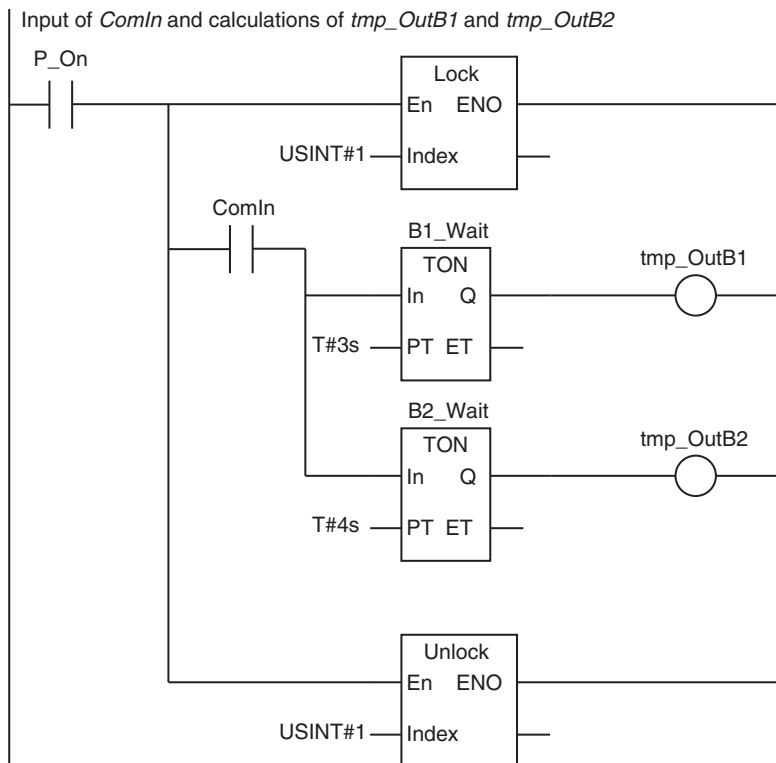 Input of ComIn and calculations of tmp_OutB1 and tmp_OutB2
P_On
Lock
En ENO
USINT#1 Index
ComIn
B1_Wait
TON
tmp_OutB1
In Q
T#3s PT ET
B2_Wait
TON
tmp_OutB2
In Q
T#4s PT ET
Unlock
En ENO
USINT#1 Index